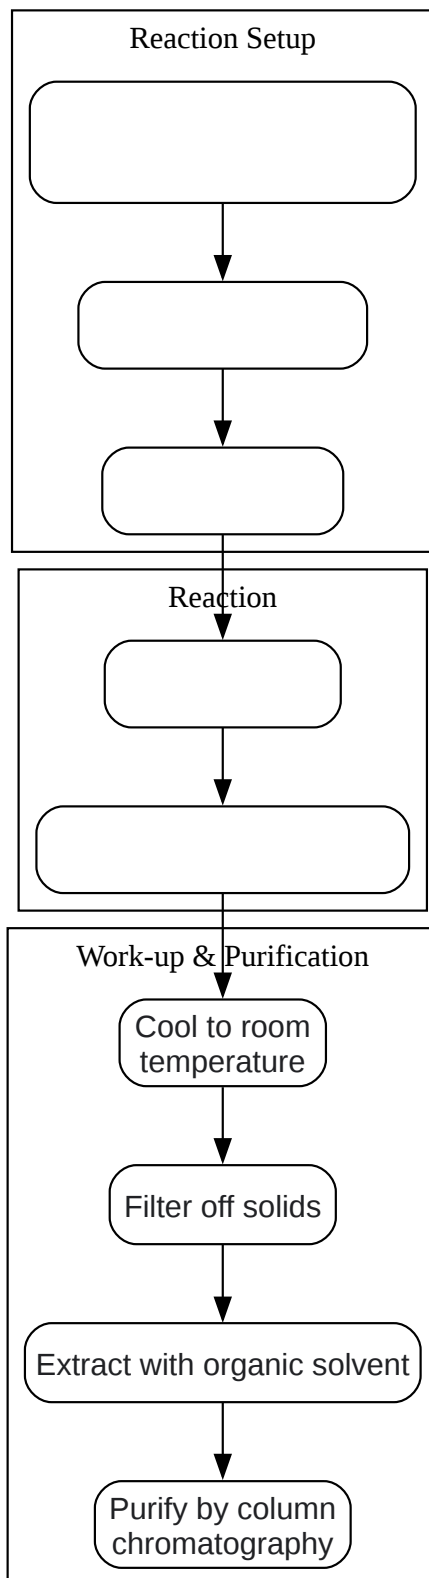 Reaction Setup
Reaction
Work-up & Purification
Cool to room
temperature
Filter off solids
Extract with organic solvent
Purify by column
chromatography